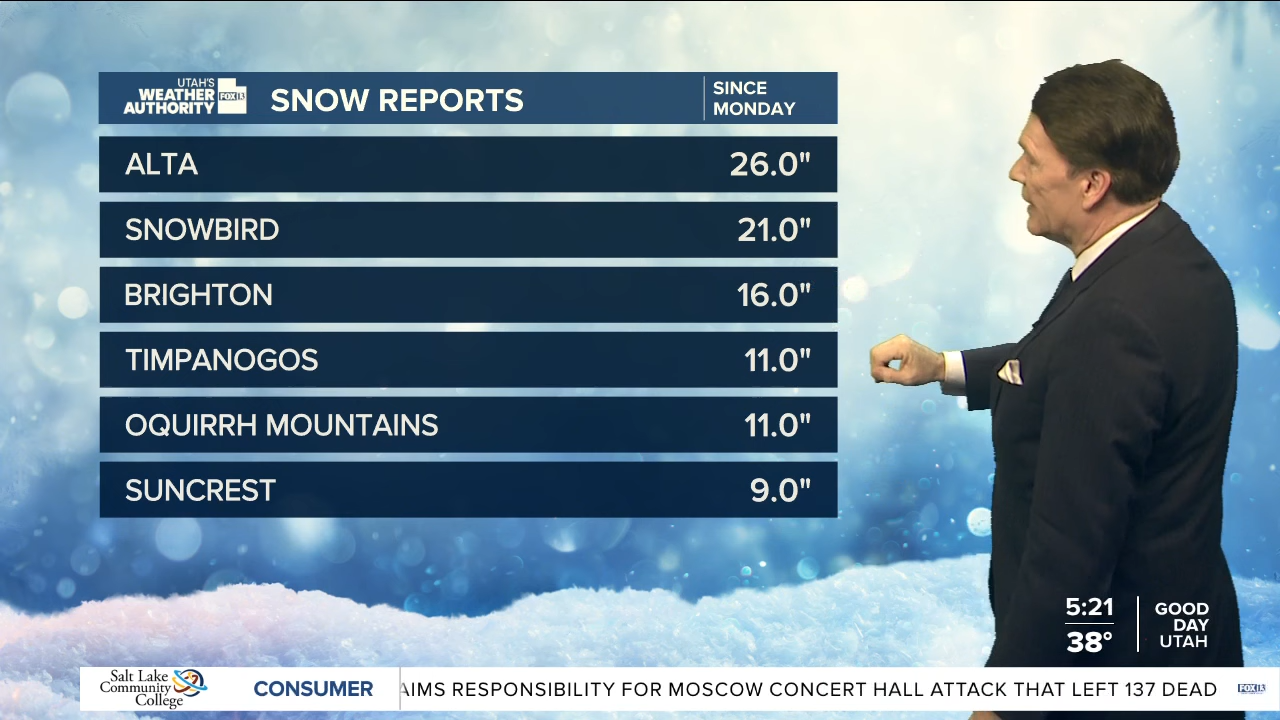 UTAH'S
WEATHER
AUTHORITY
FOX 13
SNOW REPORTS
SINCE
MONDAY
ALTA 26.0"
SNOWBIRD 21.0"
BRIGHTON 16.0"
TIMPANOGOS 11.0"
OQUIRRH MOUNTAINS 11.0"
SUNCREST 9.0"
5:21
38°
GOOD
DAY
UTAH
Salt Lake
Community
College
CONSUMER
AIMS RESPONSIBILITY FOR MOSCOW CONCERT HALL ATTACK THAT LEFT 137 DEAD
FOX 13